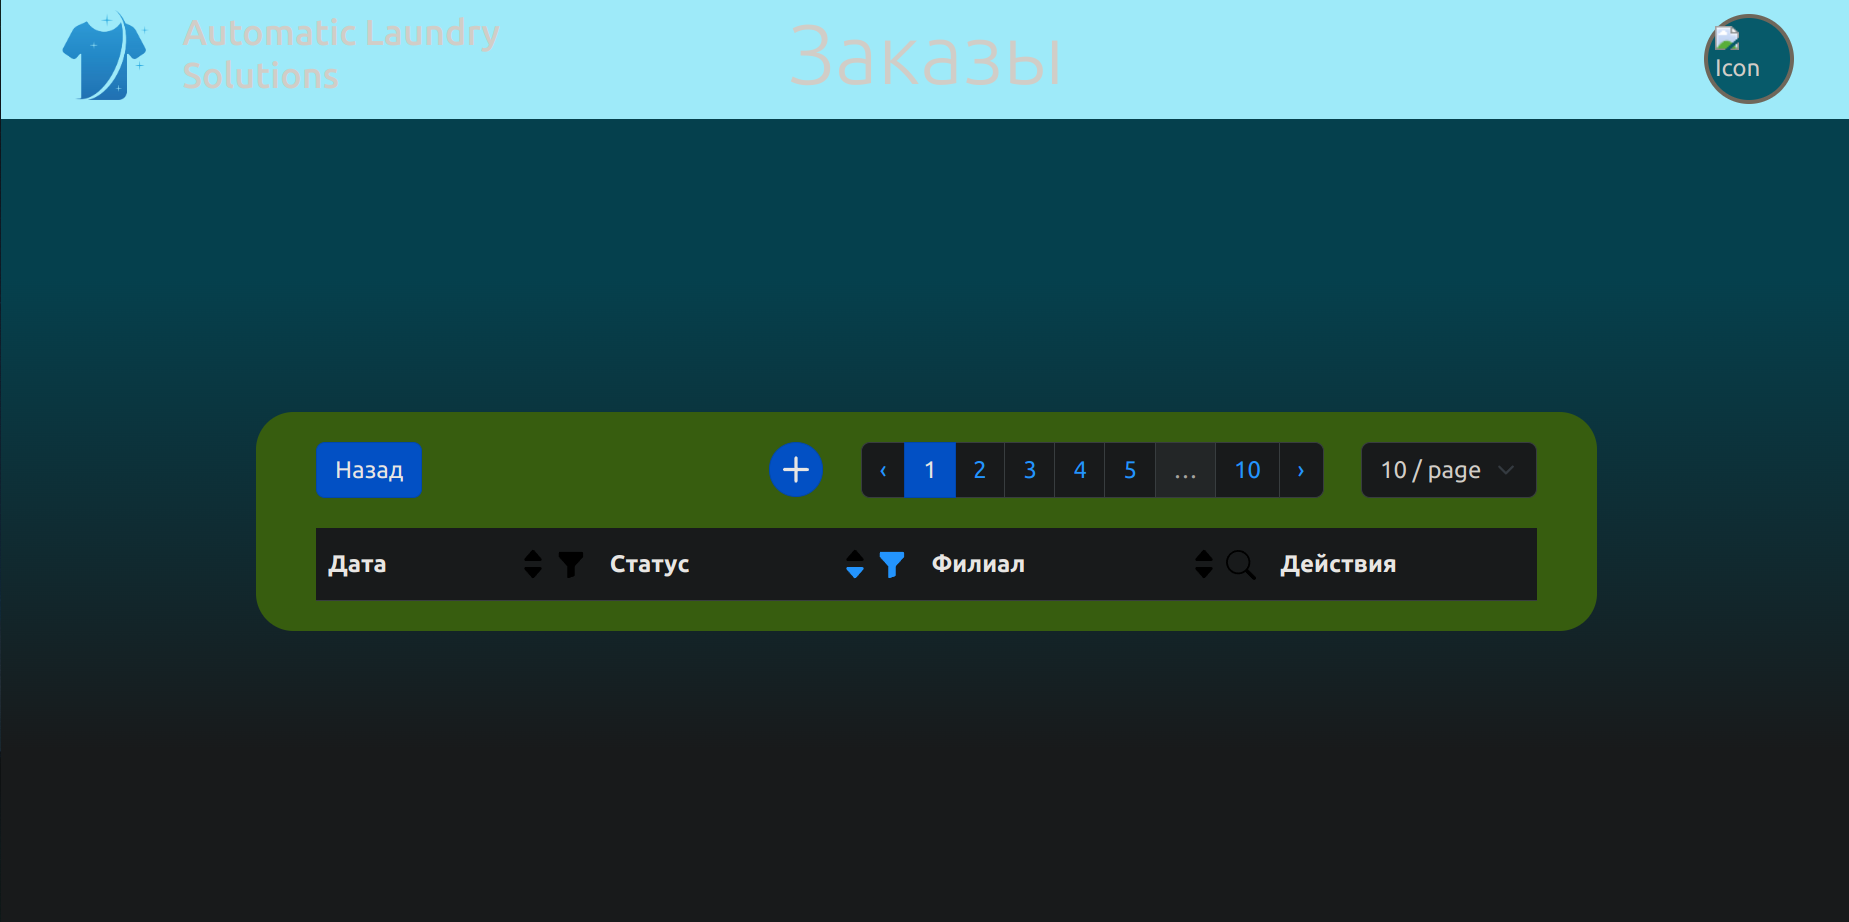 Automatic Laundry
Solutions
Заказы
Icon
Назад
‹ 1 2 3 4 5 ... 10 ›
10 / page
Дата Статус Филиал Действия